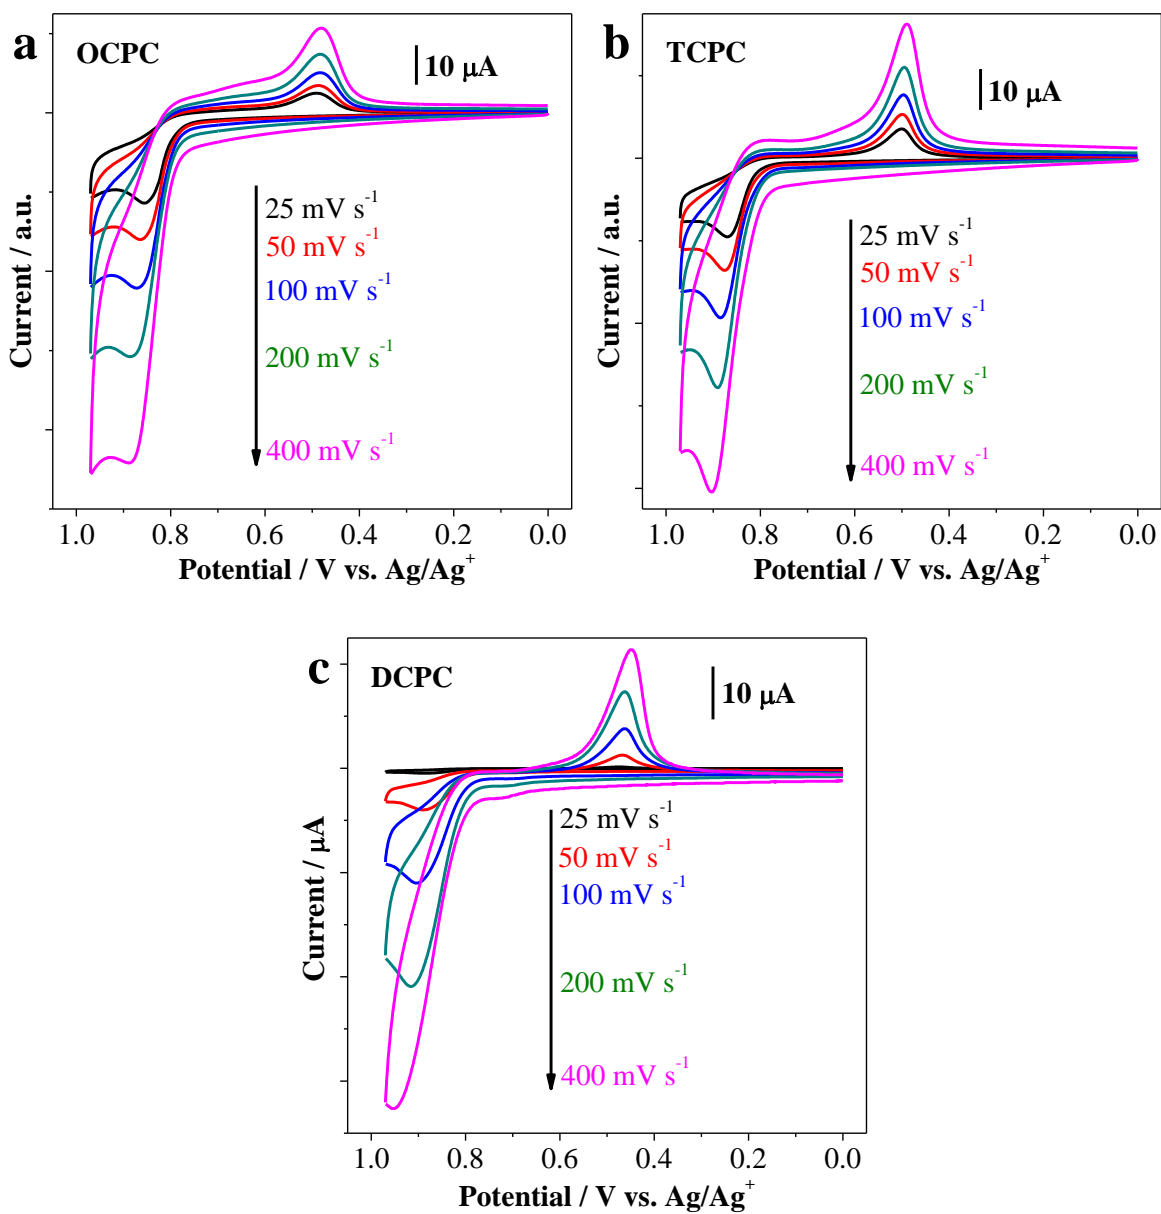 a
OCPC
10 μA
25 mV s⁻¹
50 mV s⁻¹
100 mV s⁻¹
200 mV s⁻¹
400 mV s⁻¹
Current / a.u.
1.0 0.8 0.6 0.4 0.2 0.0
Potential / V vs. Ag/Ag⁺
b
TCPC
10 μA
25 mV s⁻¹
50 mV s⁻¹
100 mV s⁻¹
200 mV s⁻¹
400 mV s⁻¹
Current / a.u.
1.0 0.8 0.6 0.4 0.2 0.0
Potential / V vs. Ag/Ag⁺
c
DCPC
10 μA
25 mV s⁻¹
50 mV s⁻¹
100 mV s⁻¹
200 mV s⁻¹
400 mV s⁻¹
Current / μA
1.0 0.8 0.6 0.4 0.2 0.0
Potential / V vs. Ag/Ag⁺